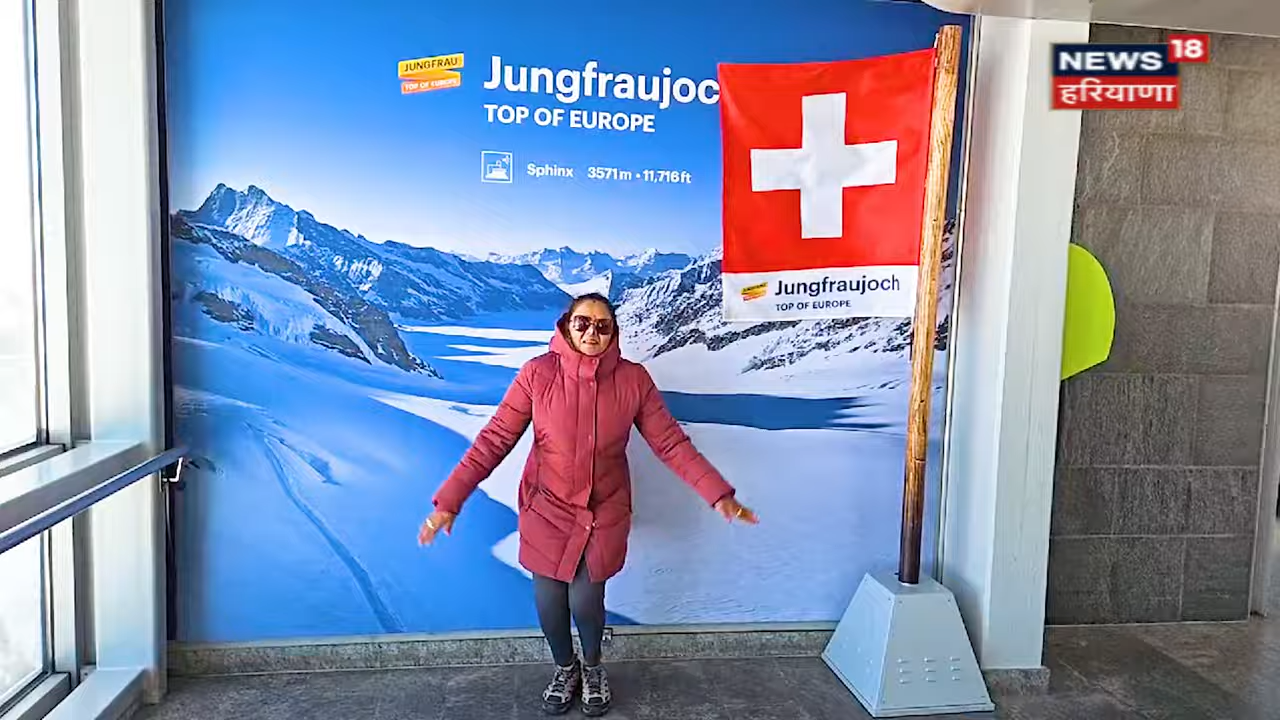 JUNGFRAU
TOP OF EUROPE
Jungfraujoc
TOP OF EUROPE
Sphinx 3571 m • 11,716 ft
Jungfraujoch
TOP OF EUROPE
NEWS 18
हरियाणा